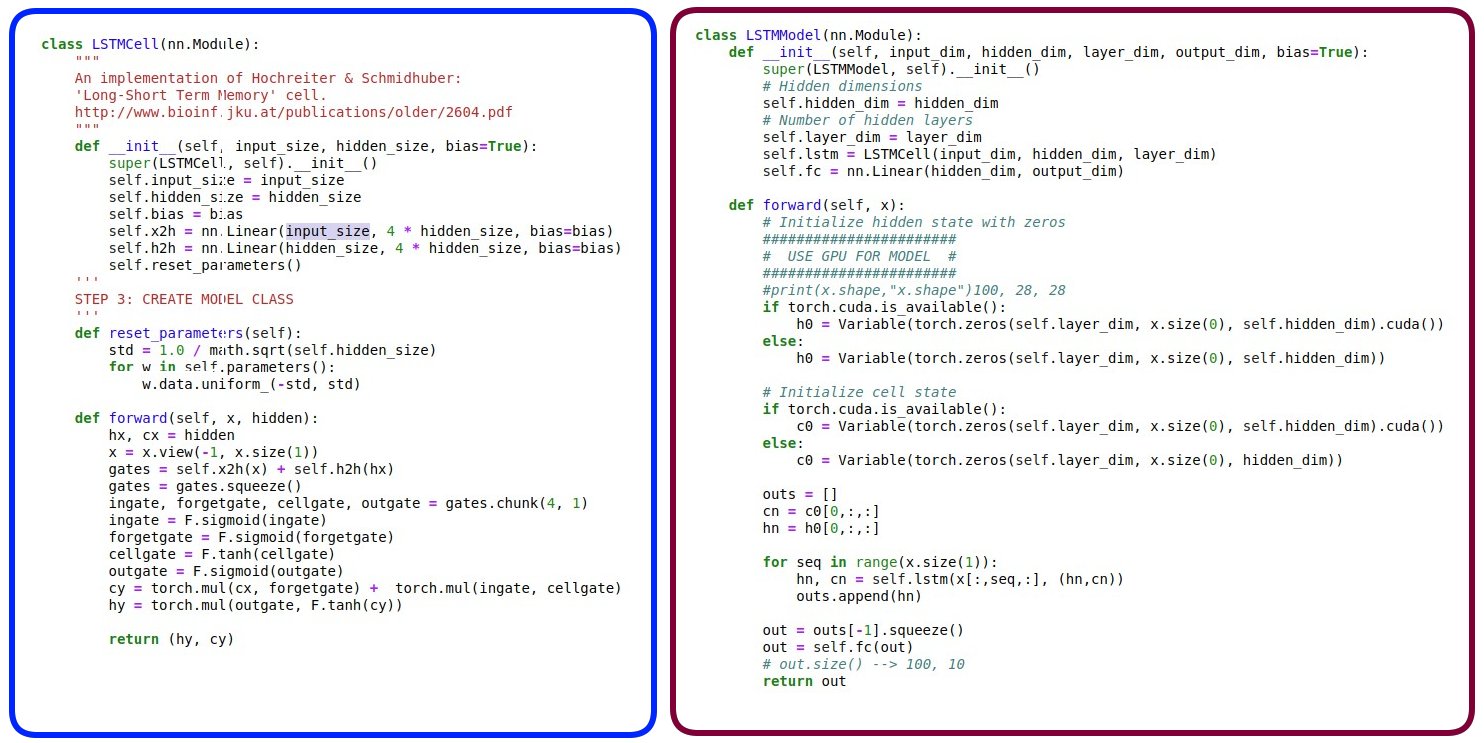 class LSTMCell(nn.Module):
    """
    An implementation of Hochreiter & Schmidhuber:
    'Long-Short Term Memory' cell.
    http://www.bioinf.jku.at/publications/older/2604.pdf
    """
    def __init__(self, input_size, hidden_size, bias=True):
        super(LSTMCell, self).__init__()
        self.input_size = input_size
        self.hidden_size = hidden_size
        self.bias = bias
        self.x2h = nn.Linear(input_size, 4 * hidden_size, bias=bias)
        self.h2h = nn.Linear(hidden_size, 4 * hidden_size, bias=bias)
        self.reset_parameters()
    '''
    STEP 3: CREATE MODEL CLASS
    '''
    def reset_parameters(self):
        std = 1.0 / math.sqrt(self.hidden_size)
        for w in self.parameters():
            w.data.uniform_(-std, std)

    def forward(self, x, hidden):
        hx, cx = hidden
        x = x.view(-1, x.size(1))
        gates = self.x2h(x) + self.h2h(hx)
        gates = gates.squeeze()
        ingate, forgetgate, cellgate, outgate = gates.chunk(4, 1)
        ingate = F.sigmoid(ingate)
        forgetgate = F.sigmoid(forgetgate)
        cellgate = F.tanh(cellgate)
        outgate = F.sigmoid(outgate)
        cy = torch.mul(cx, forgetgate) +  torch.mul(ingate, cellgate)
        hy = torch.mul(outgate, F.tanh(cy))

        return (hy, cy)

class LSTMModel(nn.Module):
    def __init__(self, input_dim, hidden_dim, layer_dim, output_dim, bias=True):
        super(LSTMModel, self).__init__()
        # Hidden dimensions
        self.hidden_dim = hidden_dim
        # Number of hidden layers
        self.layer_dim = layer_dim
        self.lstm = LSTMCell(input_dim, hidden_dim, layer_dim)
        self.fc = nn.Linear(hidden_dim, output_dim)

    def forward(self, x):
        # Initialize hidden state with zeros
        #######################
        #  USE GPU FOR MODEL  #
        #######################
        #print(x.shape,"x.shape")100, 28, 28
        if torch.cuda.is_available():
            h0 = Variable(torch.zeros(self.layer_dim, x.size(0), self.hidden_dim).cuda())
        else:
            h0 = Variable(torch.zeros(self.layer_dim, x.size(0), self.hidden_dim))

        # Initialize cell state
        if torch.cuda.is_available():
            c0 = Variable(torch.zeros(self.layer_dim, x.size(0), self.hidden_dim).cuda())
        else:
            c0 = Variable(torch.zeros(self.layer_dim, x.size(0), hidden_dim))

        outs = []
        cn = c0[0,:,:]
        hn = h0[0,:,:]

        for seq in range(x.size(1)):
            hn, cn = self.lstm(x[:,seq,:], (hn,cn))
            outs.append(hn)

        out = outs[-1].squeeze()
        out = self.fc(out)
        # out.size() --> 100, 10
        return out